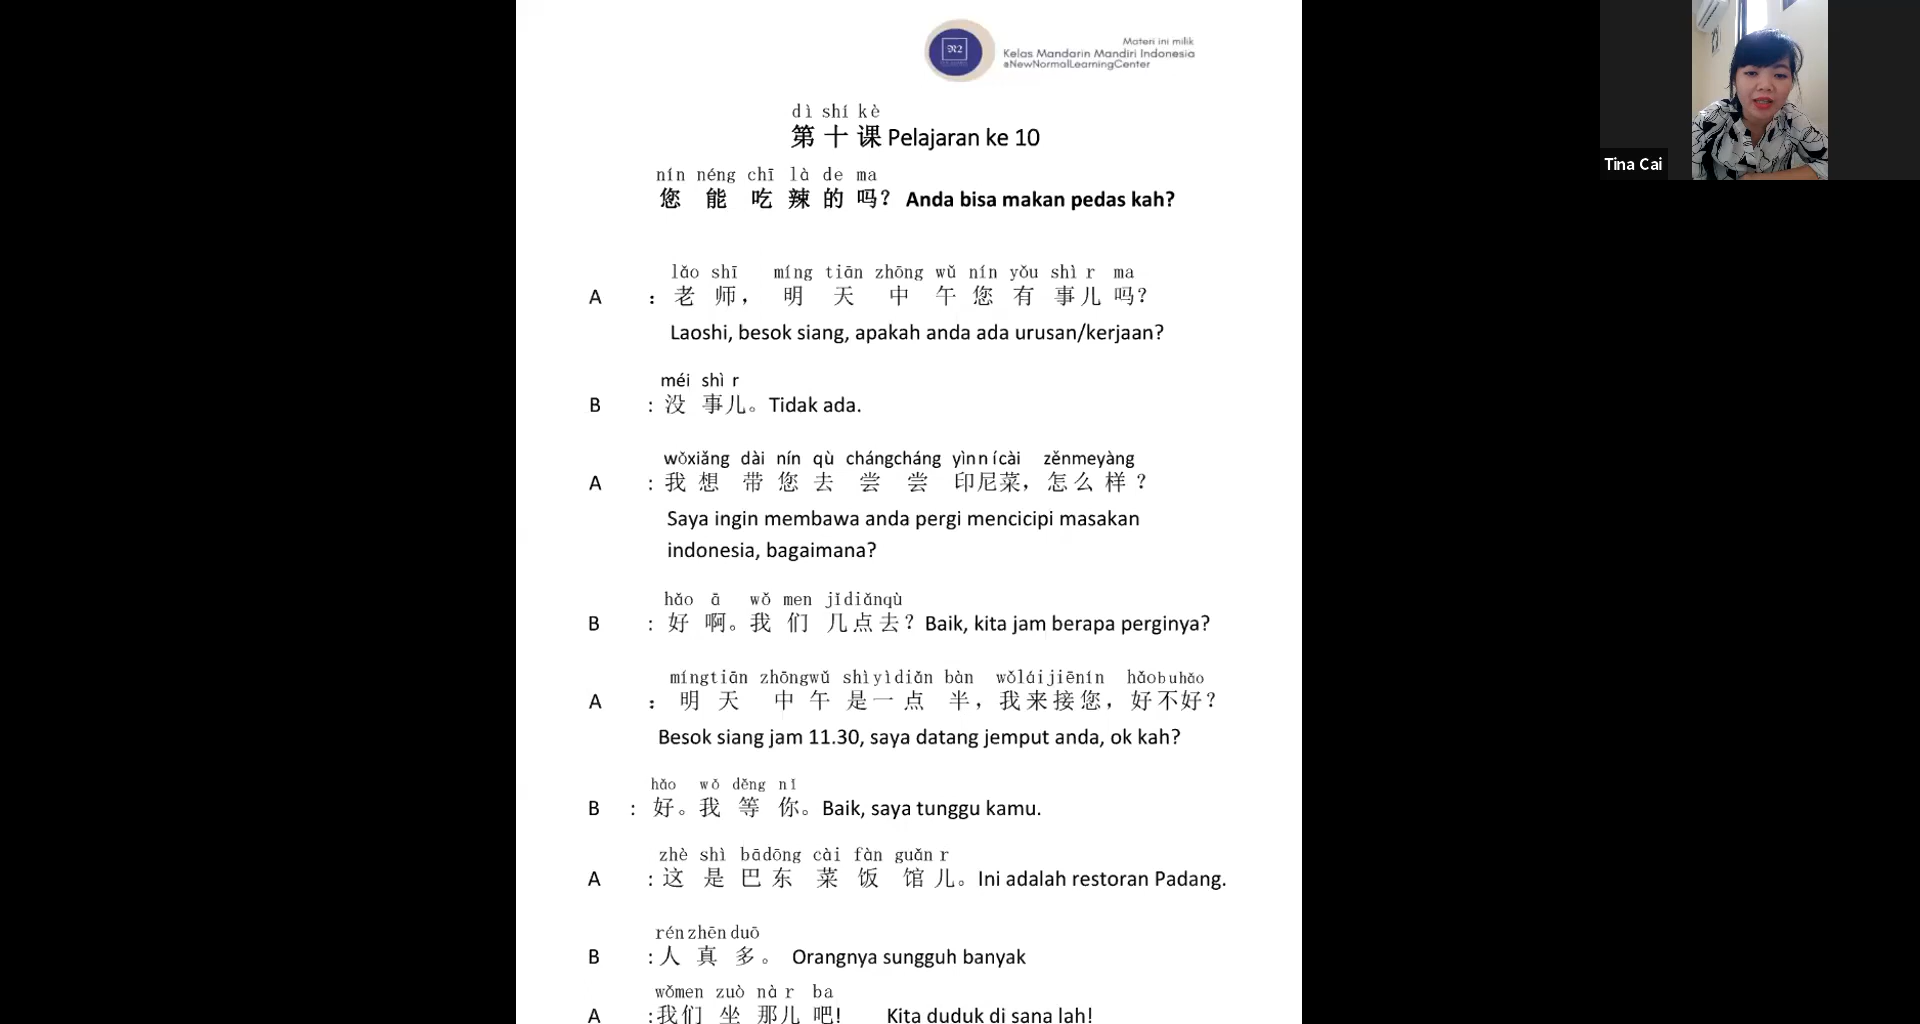 Materi ini milik
Kelas Mandarin Mandiri Indonesia
@NewNormalLearningCenter
Tina Cai
dì shí kè
第十课 Pelajaran ke 10
nín néng chī là de ma
您能吃辣的吗？ Anda bisa makan pedas kah?
lǎo shī míng tiān zhōng wǔ nín yǒu shì r ma
A : 老师，明天中午您有事儿吗？
Laoshi, besok siang, apakah anda ada urusan/kerjaan?
méi shì r
B : 没事儿。Tidak ada.
wǒxiǎng dài nín qù chángcháng yìnnícài zěnmeyàng
A : 我想带您去尝尝印尼菜，怎么样？
Saya ingin membawa anda pergi mencicipi masakan
indonesia, bagaimana?
hǎo ā wǒ men jǐdiǎnqù
B : 好啊。我们几点去？Baik, kita jam berapa perginya?
míngtiān zhōngwǔ shìyìdiǎn bàn wǒláijiēnín hǎobuhǎo
A : 明天中午是一点半，我来接您，好不好？
Besok siang jam 11.30, saya datang jemput anda, ok kah?
hǎo wǒ děng nǐ
B : 好。我等你。Baik, saya tunggu kamu.
zhè shì bādōng cài fàn guǎn r
A : 这是巴东菜饭馆儿。Ini adalah restoran Padang.
rénzhēnduō
B : 人真多。 Orangnya sungguh banyak
wǒmen zuò nà r ba
A : 我们坐那儿吧! Kita duduk di sana lah!